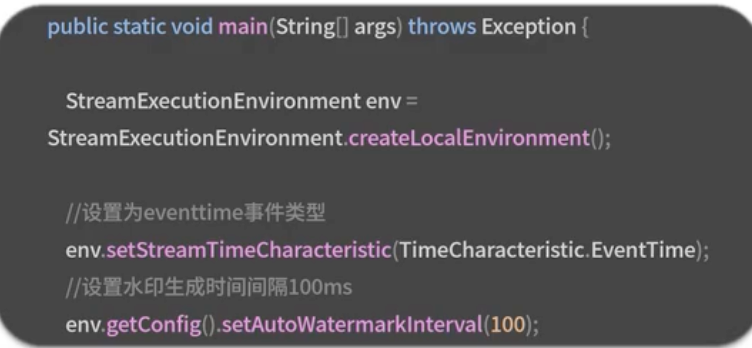 public static void main(String[] args) throws Exception {
StreamExecutionEnvironment env =
StreamExecutionEnvironment.createLocalEnvironment();
//设置为eventtime事件类型
env.setStreamTimeCharacteristic(TimeCharacteristic.EventTime);
//设置水印生成时间间隔100ms
env.getConfig().setAutoWatermarkInterval(100);